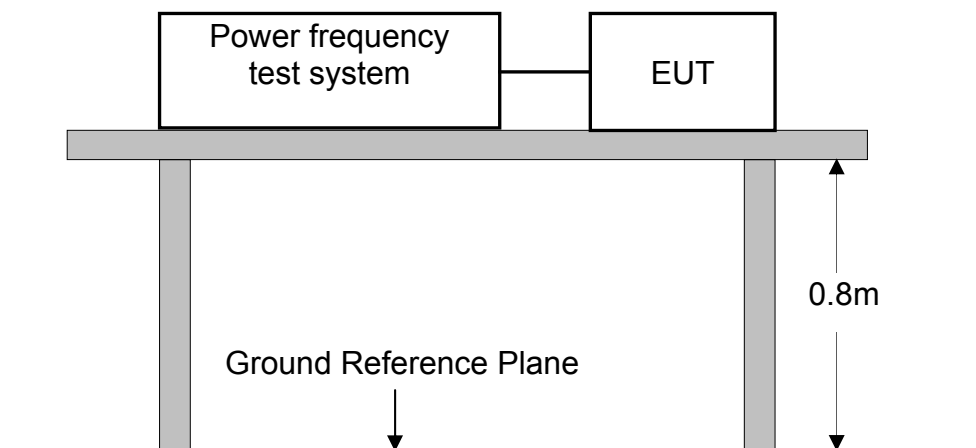 Power frequency
test system
EUT
0.8m
Ground Reference Plane